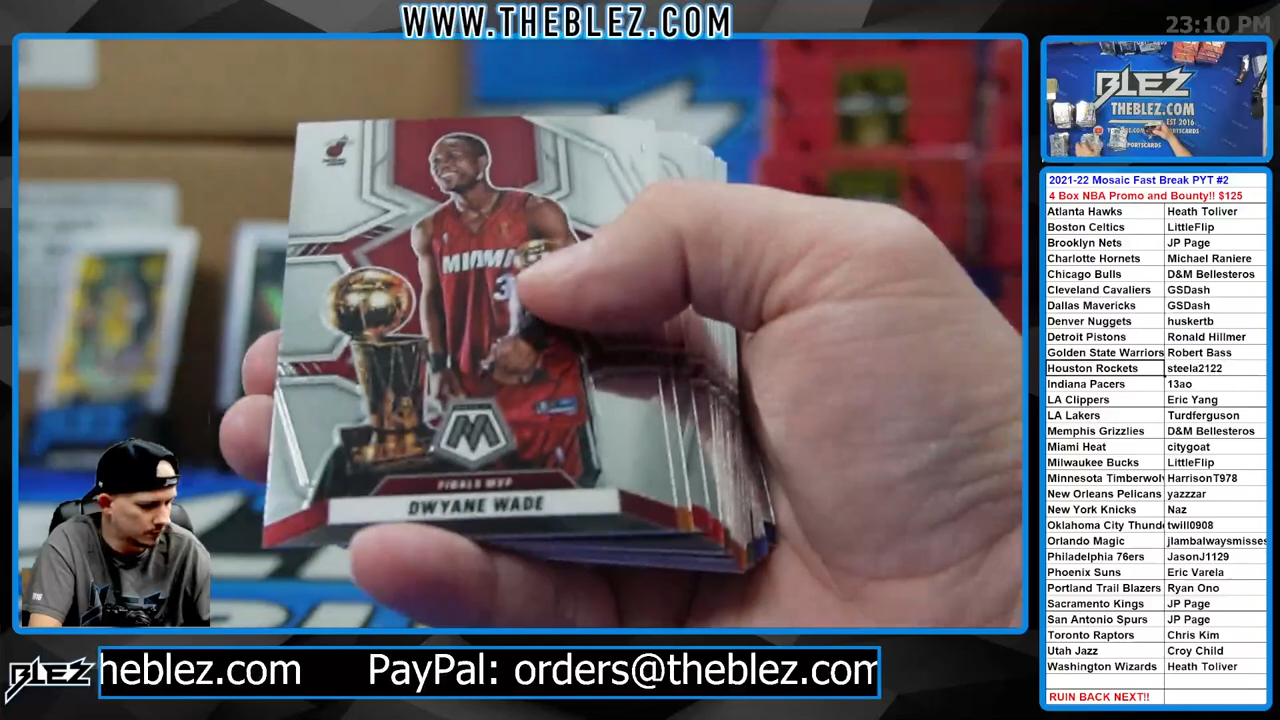 WWW.THEBLEZ.COM
23:10 PM
MIAMI
3
FINALS MVP
DWYANE WADE
BLEZ
THEBLEZ.COM
EST 2016
2021-22 Mosaic Fast Break PYT #2
4 Box NBA Promo and Bounty!! $125
Atlanta Hawks Heath Toliver
Boston Celtics LittleFlip
Brooklyn Nets JP Page
Charlotte Hornets Michael Raniere
Chicago Bulls D&M Bellesteros
Cleveland Cavaliers GSDash
Dallas Mavericks GSDash
Denver Nuggets huskertb
Detroit Pistons Ronald Hillmer
Golden State Warriors Robert Bass
Houston Rockets steela2122
Indiana Pacers 13ao
LA Clippers Eric Yang
LA Lakers Turdferguson
Memphis Grizzlies D&M Bellesteros
Miami Heat citygoat
Milwaukee Bucks LittleFlip
Minnesota Timberwolv HarrisonT978
New Orleans Pelicans yazzzar
New York Knicks Naz
Oklahoma City Thunde twill0908
Orlando Magic jlambalwaysmisses
Philadelphia 76ers JasonJ1129
Phoenix Suns Eric Varela
Portland Trail Blazers Ryan Ono
Sacramento Kings JP Page
San Antonio Spurs JP Page
Toronto Raptors Chris Kim
Utah Jazz Croy Child
Washington Wizards Heath Toliver
RUIN BACK NEXT!!
BLEZ
heblez.com PayPal: orders@theblez.com